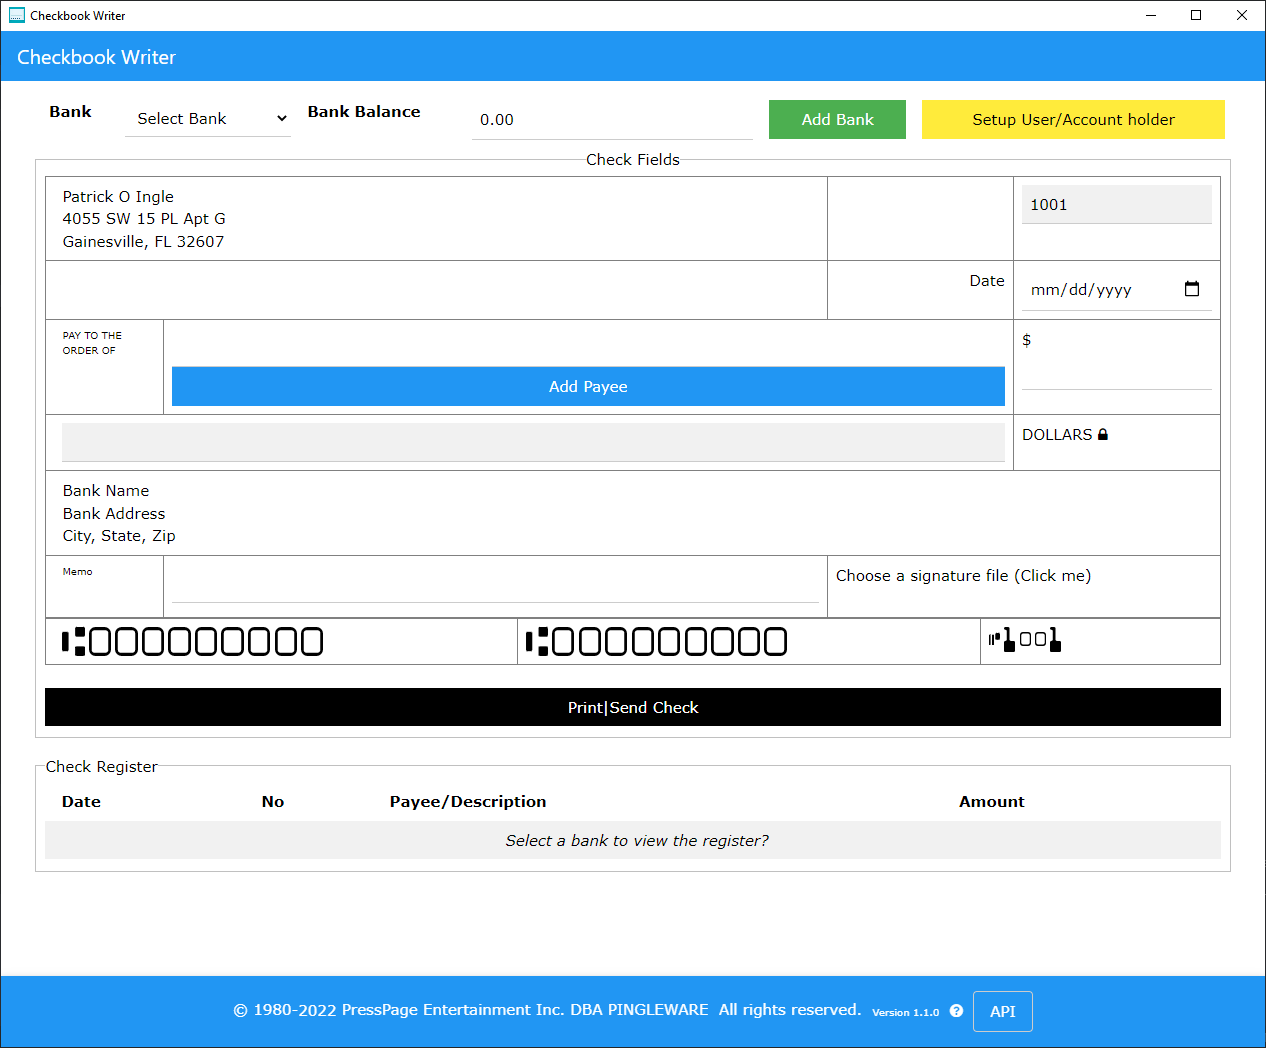 Checkbook Writer
Checkbook Writer
Bank
Select Bank
Bank Balance
0.00
Add Bank
Setup User/Account holder
Check Fields
Patrick O Ingle
4055 SW 15 PL Apt G
Gainesville, FL 32607
1001
Date
mm/dd/yyyy
PAY TO THE
ORDER OF
Add Payee
$
DOLLARS
Bank Name
Bank Address
City, State, Zip
Memo
Choose a signature file (Click me)
⑆000000000
⑆000000000
⑈1001
Print|Send Check
Check Register
Date No Payee/Description Amount
Select a bank to view the register?
© 1980-2022 PressPage Entertainment Inc. DBA PINGLEWARE All rights reserved. Version 1.1.0 ? API